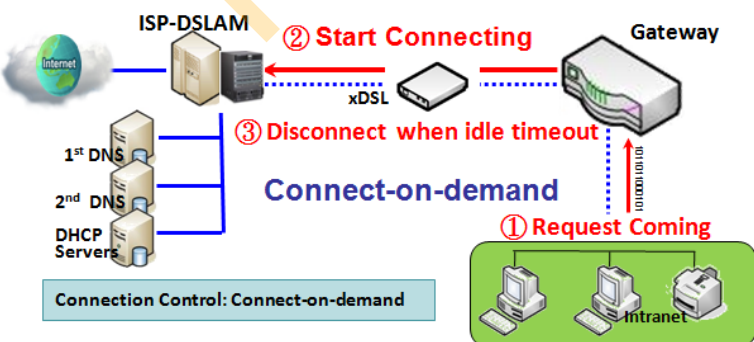 ISP-DSLAM
② Start Connecting
Gateway
Internet
xDSL
③ Disconnect when idle timeout
1st DNS
2nd DNS
DHCP
Servers
Connect-on-demand
1011011000101
① Request Coming
Intranet
Connection Control: Connect-on-demand